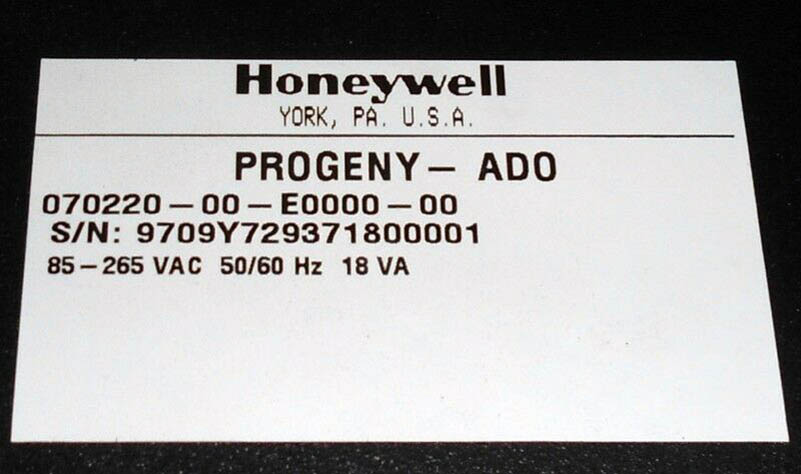 Honeywell
YORK, PA. U.S.A.
PROGENY – ADO
070220 – 00 – E0000 – 00
S/N: 9709Y729371800001
85 – 265 VAC 50/60 Hz 18 VA